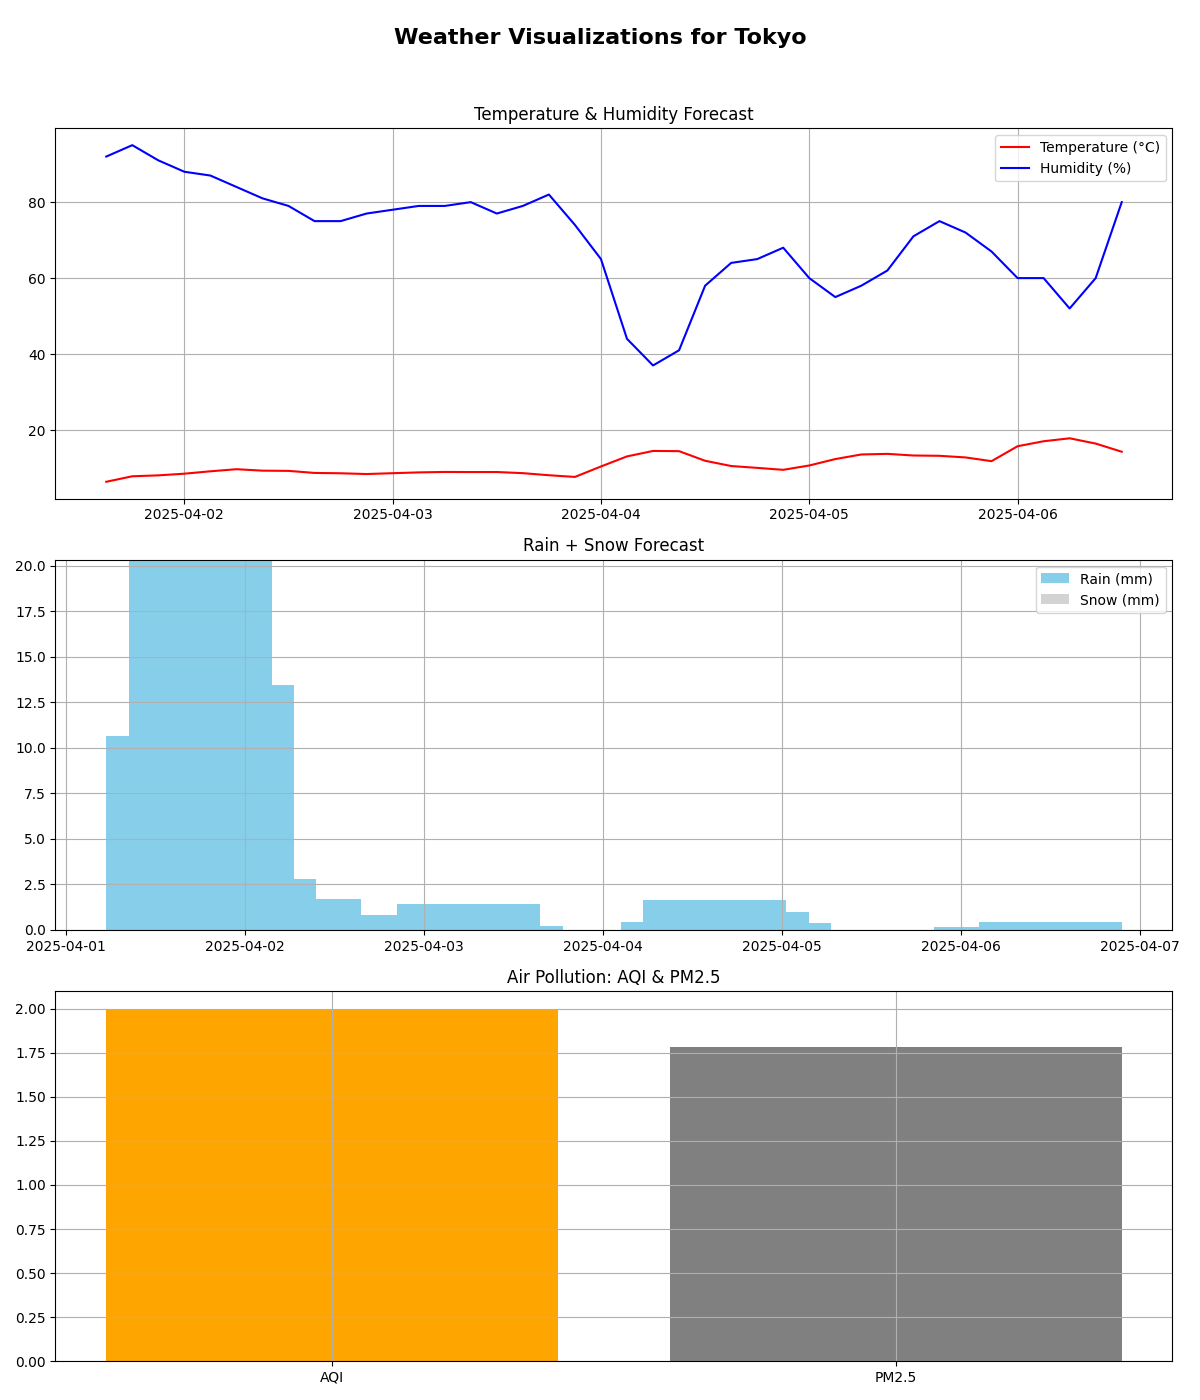 Weather Visualizations for Tokyo
Temperature & Humidity Forecast
Temperature (°C)
Humidity (%)
80
60
40
20
2025-04-02 2025-04-03 2025-04-04 2025-04-05 2025-04-06
Rain + Snow Forecast
Rain (mm)
Snow (mm)
20.0
17.5
15.0
12.5
10.0
7.5
5.0
2.5
0.0
2025-04-01 2025-04-02 2025-04-03 2025-04-04 2025-04-05 2025-04-06 2025-04-07
Air Pollution: AQI & PM2.5
2.00
1.75
1.50
1.25
1.00
0.75
0.50
0.25
0.00
AQI PM2.5